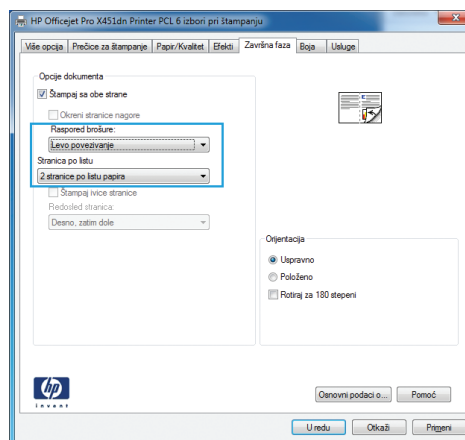 HP Officejet Pro X451dn Printer PCL 6 izbori pri štampanju
Više opcija Prečice za štampanje Papir/Kvalitet Efekti Završna faza Boja Usluge
Opcije dokumenta
Štampaj sa obe strane
Okreni stranice nagore
Raspored brošure:
Levo povezivanje
Stranica po listu
2 stranice po listu papira
Štampaj ivice stranice
Redosled stranica:
Desno, zatim dole
Orijentacija
Uspravno
Položeno
Rotiraj za 180 stepeni
hp
invent
Osnovni podaci o... Pomoć
U redu Otkaži Primeni